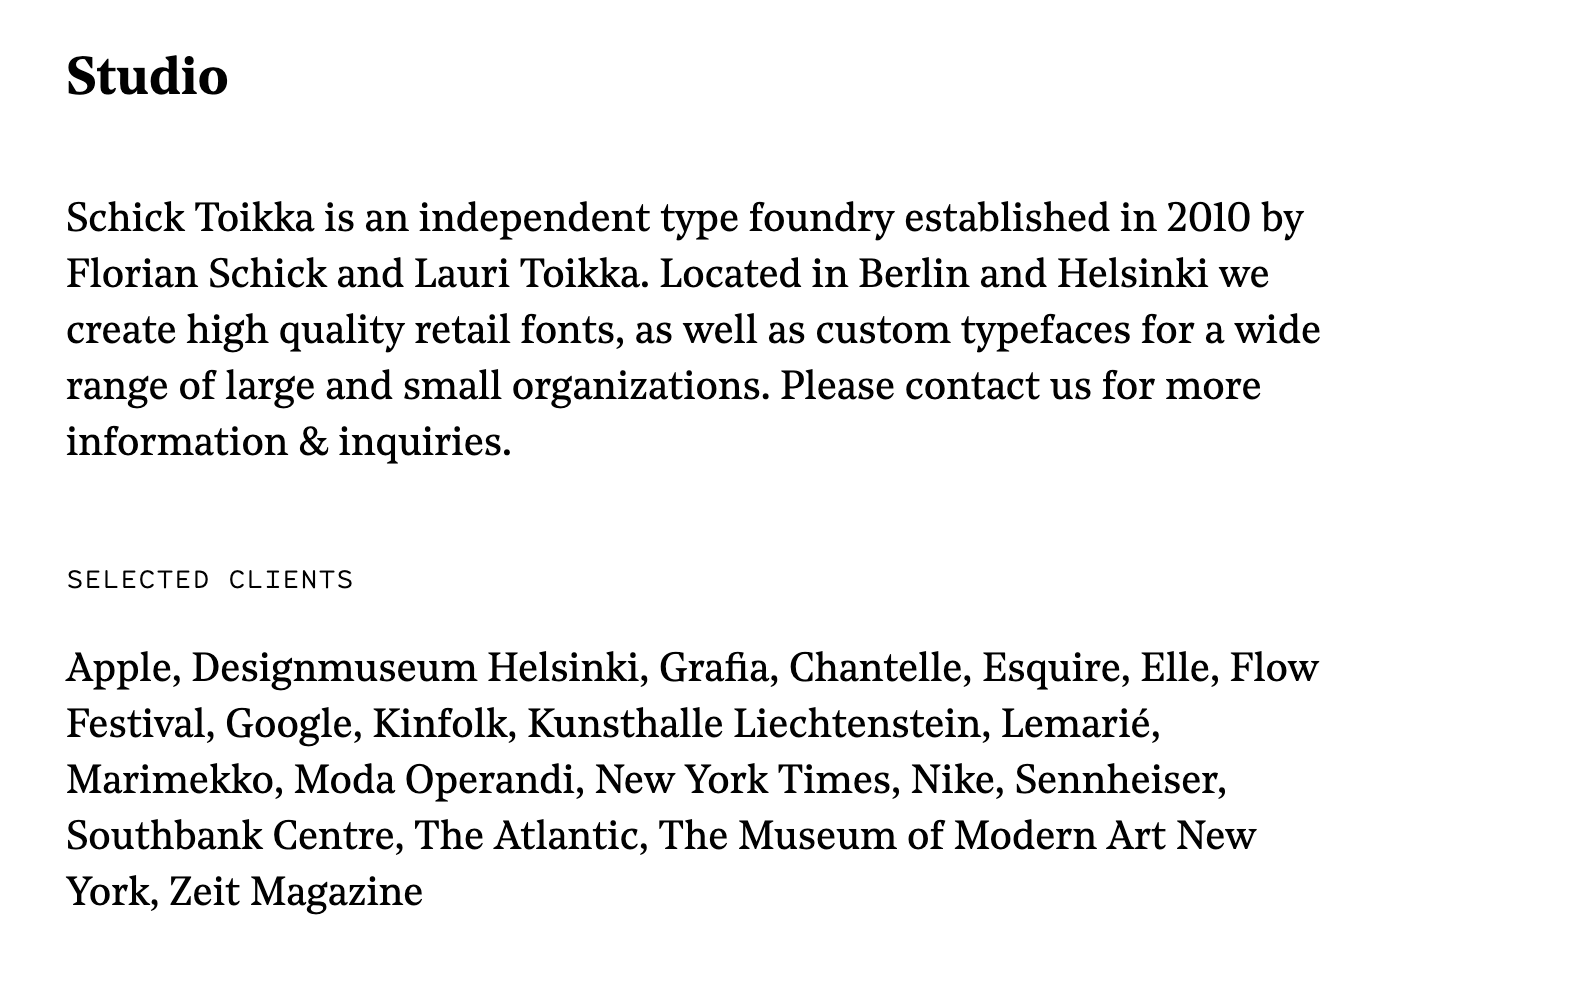 Studio
Schick Toikka is an independent type foundry established in 2010 by
Florian Schick and Lauri Toikka. Located in Berlin and Helsinki we
create high quality retail fonts, as well as custom typefaces for a wide
range of large and small organizations. Please contact us for more
information & inquiries.
SELECTED CLIENTS
Apple, Designmuseum Helsinki, Grafia, Chantelle, Esquire, Elle, Flow
Festival, Google, Kinfolk, Kunsthalle Liechtenstein, Lemarié,
Marimekko, Moda Operandi, New York Times, Nike, Sennheiser,
Southbank Centre, The Atlantic, The Museum of Modern Art New
York, Zeit Magazine